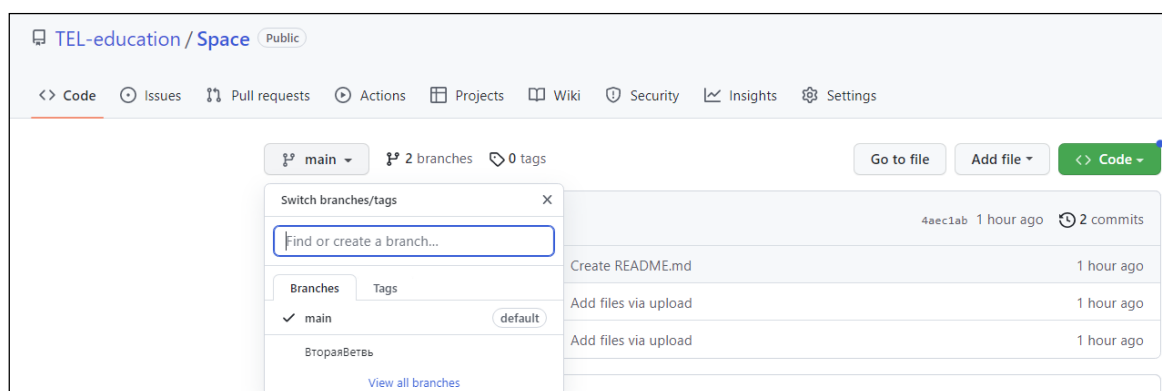 TEL-education / Space Public
Code Issues Pull requests Actions Projects Wiki Security Insights Settings
main 2 branches 0 tags Go to file Add file Code
Switch branches/tags
4aec1ab 1 hour ago 2 commits
Find or create a branch...
Create README.md 1 hour ago
Branches Tags
Add files via upload 1 hour ago
main default
Add files via upload 1 hour ago
ВтораяВетвь
View all branches